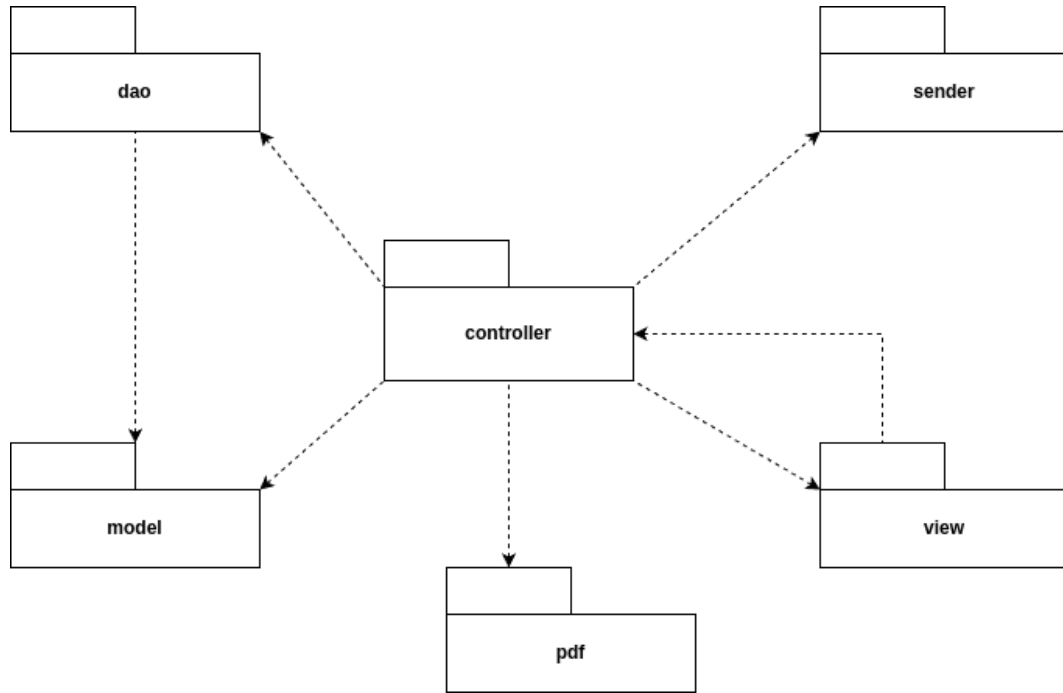 dao
sender
controller
model
view
pdf